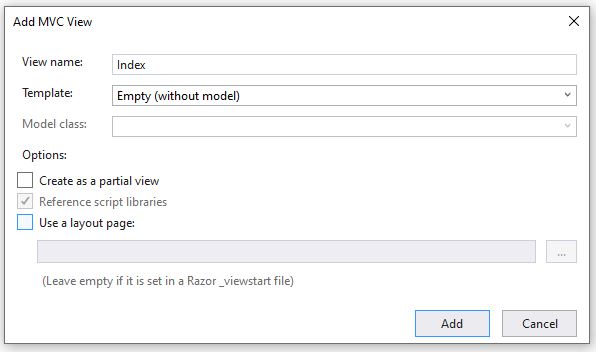 Add MVC View
View name: Index
Template: Empty (without model)
Model class:
Options:
Create as a partial view
Reference script libraries
Use a layout page:
...
(Leave empty if it is set in a Razor _viewstart file)
Add Cancel